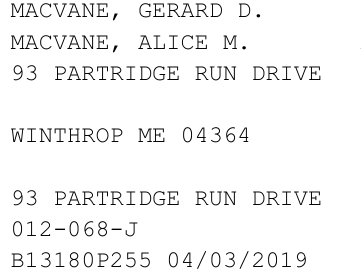 MACVANE, GERARD D.
MACVANE, ALICE M.
93 PARTRIDGE RUN DRIVE
WINTHROP ME 04364
93 PARTRIDGE RUN DRIVE
012-068-J
B13180P255 04/03/2019